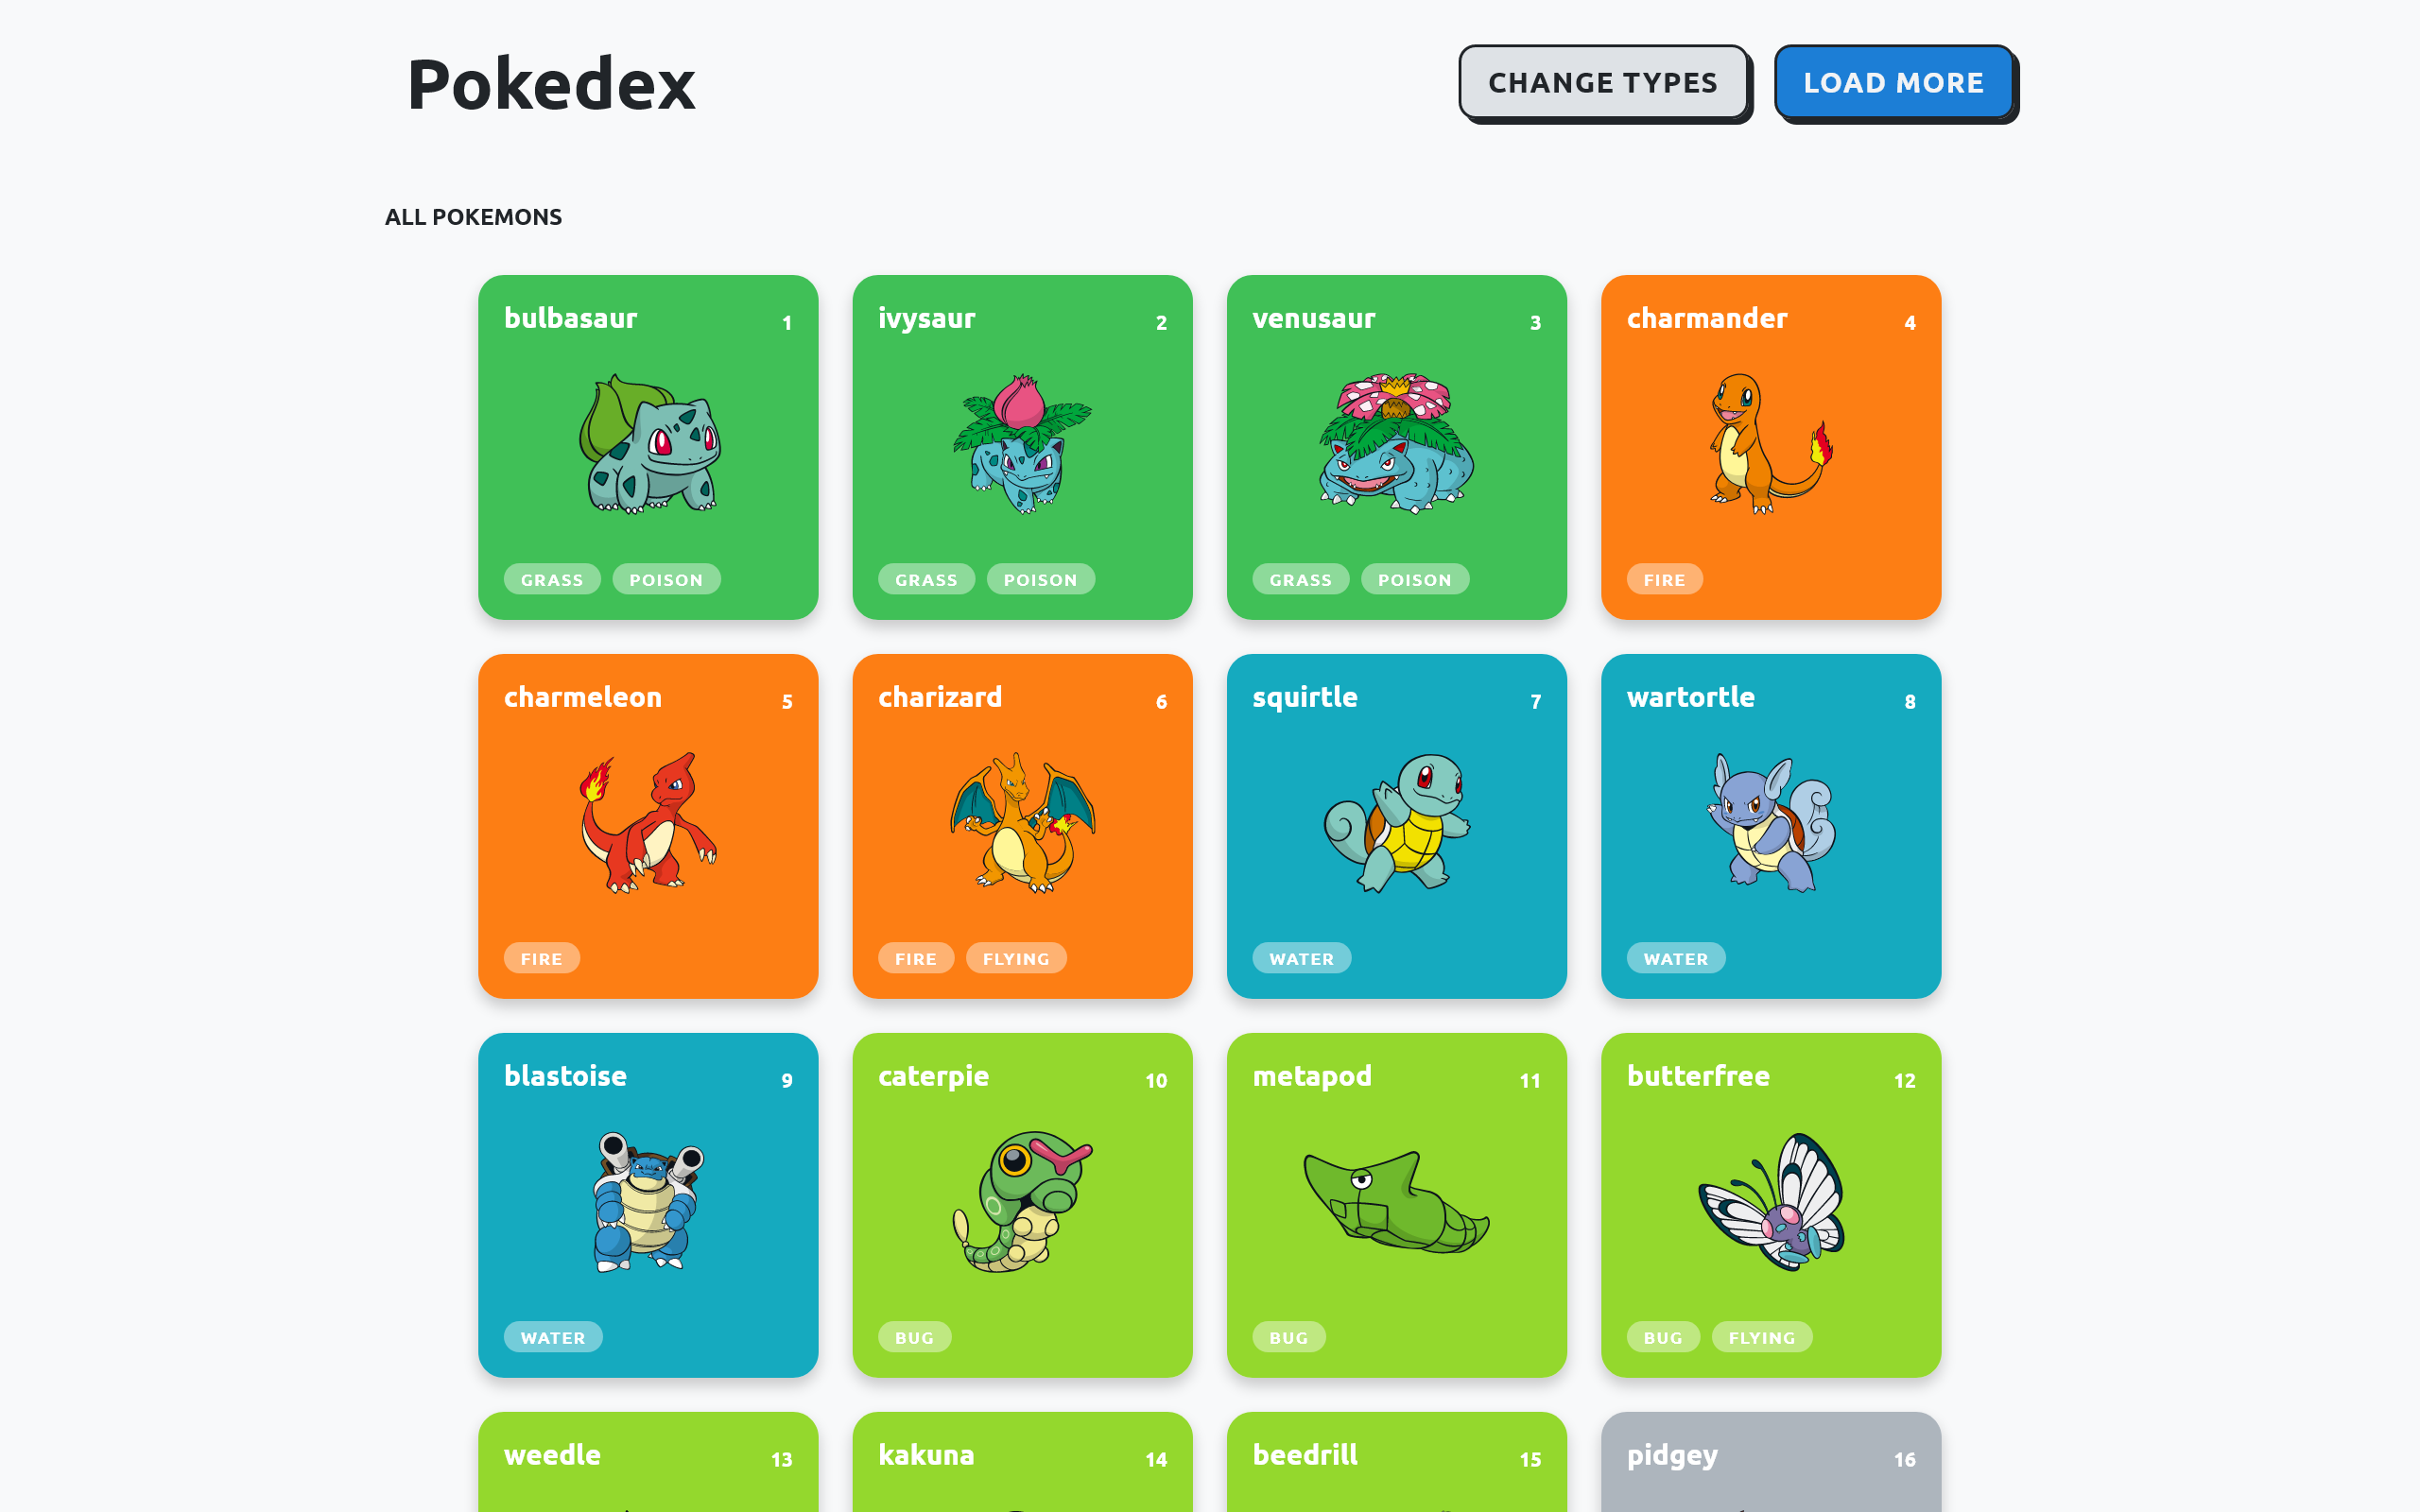 Pokedex
CHANGE TYPES
LOAD MORE
ALL POKEMONS
bulbasaur 1
GRASS POISON
ivysaur 2
GRASS POISON
venusaur 3
GRASS POISON
charmander 4
FIRE
charmeleon 5
FIRE
charizard 6
FIRE FLYING
squirtle 7
WATER
wartortle 8
WATER
blastoise 9
WATER
caterpie 10
BUG
metapod 11
BUG
butterfree 12
BUG FLYING
weedle 13
kakuna 14
beedrill 15
pidgey 16